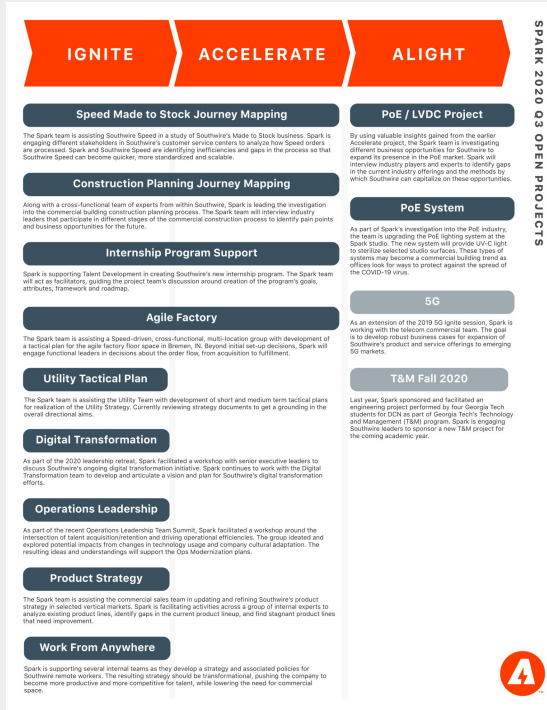 IGNITE
ACCELERATE
ALIGHT
SPARK 2020 Q3 OPEN PROJECTS
Speed Made to Stock Journey Mapping
The Spark team is assisting Southwire Speed in a study of Southwire's Made to Stock business. Spark is
engaging different stakeholders in Southwire's customer service centers to analyze how Speed orders
are processed. Spark and Southwire Speed are identifying inefficiencies and gaps in the process so that
Southwire Speed can become quicker, more standardized and scalable.
Construction Planning Journey Mapping
Along with a cross-functional team of experts from within Southwire, Spark is leading the investigation
into the commercial building construction planning process. The Spark team will interview industry
leaders that participate in different stages of the commercial construction process to identify pain points
and business opportunities for the future.
Internship Program Support
Spark is supporting Talent Development in creating Southwire's new internship program. The Spark team
will act as facilitators, guiding the project team's discussion around creation of the program's goals,
attributes, framework and roadmap.
Agile Factory
The Spark team is assisting a Speed-driven, cross-functional, multi-location group with development of
a tactical plan for the agile factory floor space in Bremen, IN. Beyond initial set-up decisions, Spark will
engage functional leaders in decisions about the order flow, from acquisition to fulfillment.
Utility Tactical Plan
The Spark team is assisting the Utility Team with development of short and medium term tactical plans
for realization of the Utility Strategy. Currently reviewing strategy documents to get a grounding in the
overall directional aims.
Digital Transformation
As part of the 2020 leadership retreat, Spark facilitated a workshop with senior executive leaders to
discuss Southwire's ongoing digital transformation initiative. Spark continues to work with the Digital
Transformation team to develop and articulate a vision and plan for Southwire's digital transformation
efforts.
Operations Leadership
As part of the recent Operations Leadership Team Summit, Spark facilitated a workshop around the
intersection of talent acquisition/retention and driving operational efficiencies. The group ideated and
explored potential impacts from changes in technology usage and company cultural adaptation. The
resulting ideas and understandings will support the Ops Modernization plans.
Product Strategy
The Spark team is assisting the commercial sales team in updating and refining Southwire's product
strategy in selected vertical markets. Spark is facilitating activities across a group of internal experts to
analyze existing product lines, identify gaps in the current product lineup, and find stagnant product lines
that need improvement.
Work From Anywhere
Spark is supporting several internal teams as they develop a strategy and associated policies for
Southwire remote workers. The resulting strategy should be transformational, pushing the company to
become more productive and more competitive for talent, while lowering the need for commercial
space.
PoE / LVDC Project
By using valuable insights gained from the earlier
Accelerate project, the Spark team is investigating
different business opportunities for Southwire to
expand its presence in the PoE market. Spark will
interview industry players and experts to identify gaps
in the current industry offerings and the methods by
which Southwire can capitalize on these opportunities.
PoE System
As part of Spark's investigation into the PoE industry,
the team is upgrading the PoE lighting system at the
Spark studio. The new system will provide UV-C light
to sterilize selected studio surfaces. These types of
systems may become a commercial building trend as
offices look for ways to protect against the spread of
the COVID-19 virus.
5G
As an extension of the 2019 5G Ignite session, Spark is
working with the telecom commercial team. The goal
is to develop robust business cases for expansion of
Southwire's product and service offerings to emerging
5G markets.
T&M Fall 2020
Last year, Spark sponsored and facilitated an
engineering project performed by four Georgia Tech
students for DCN as part of Georgia Tech's Technology
and Management (T&M) program. Spark is engaging
Southwire leaders to sponsor a new T&M project for
the coming academic year.